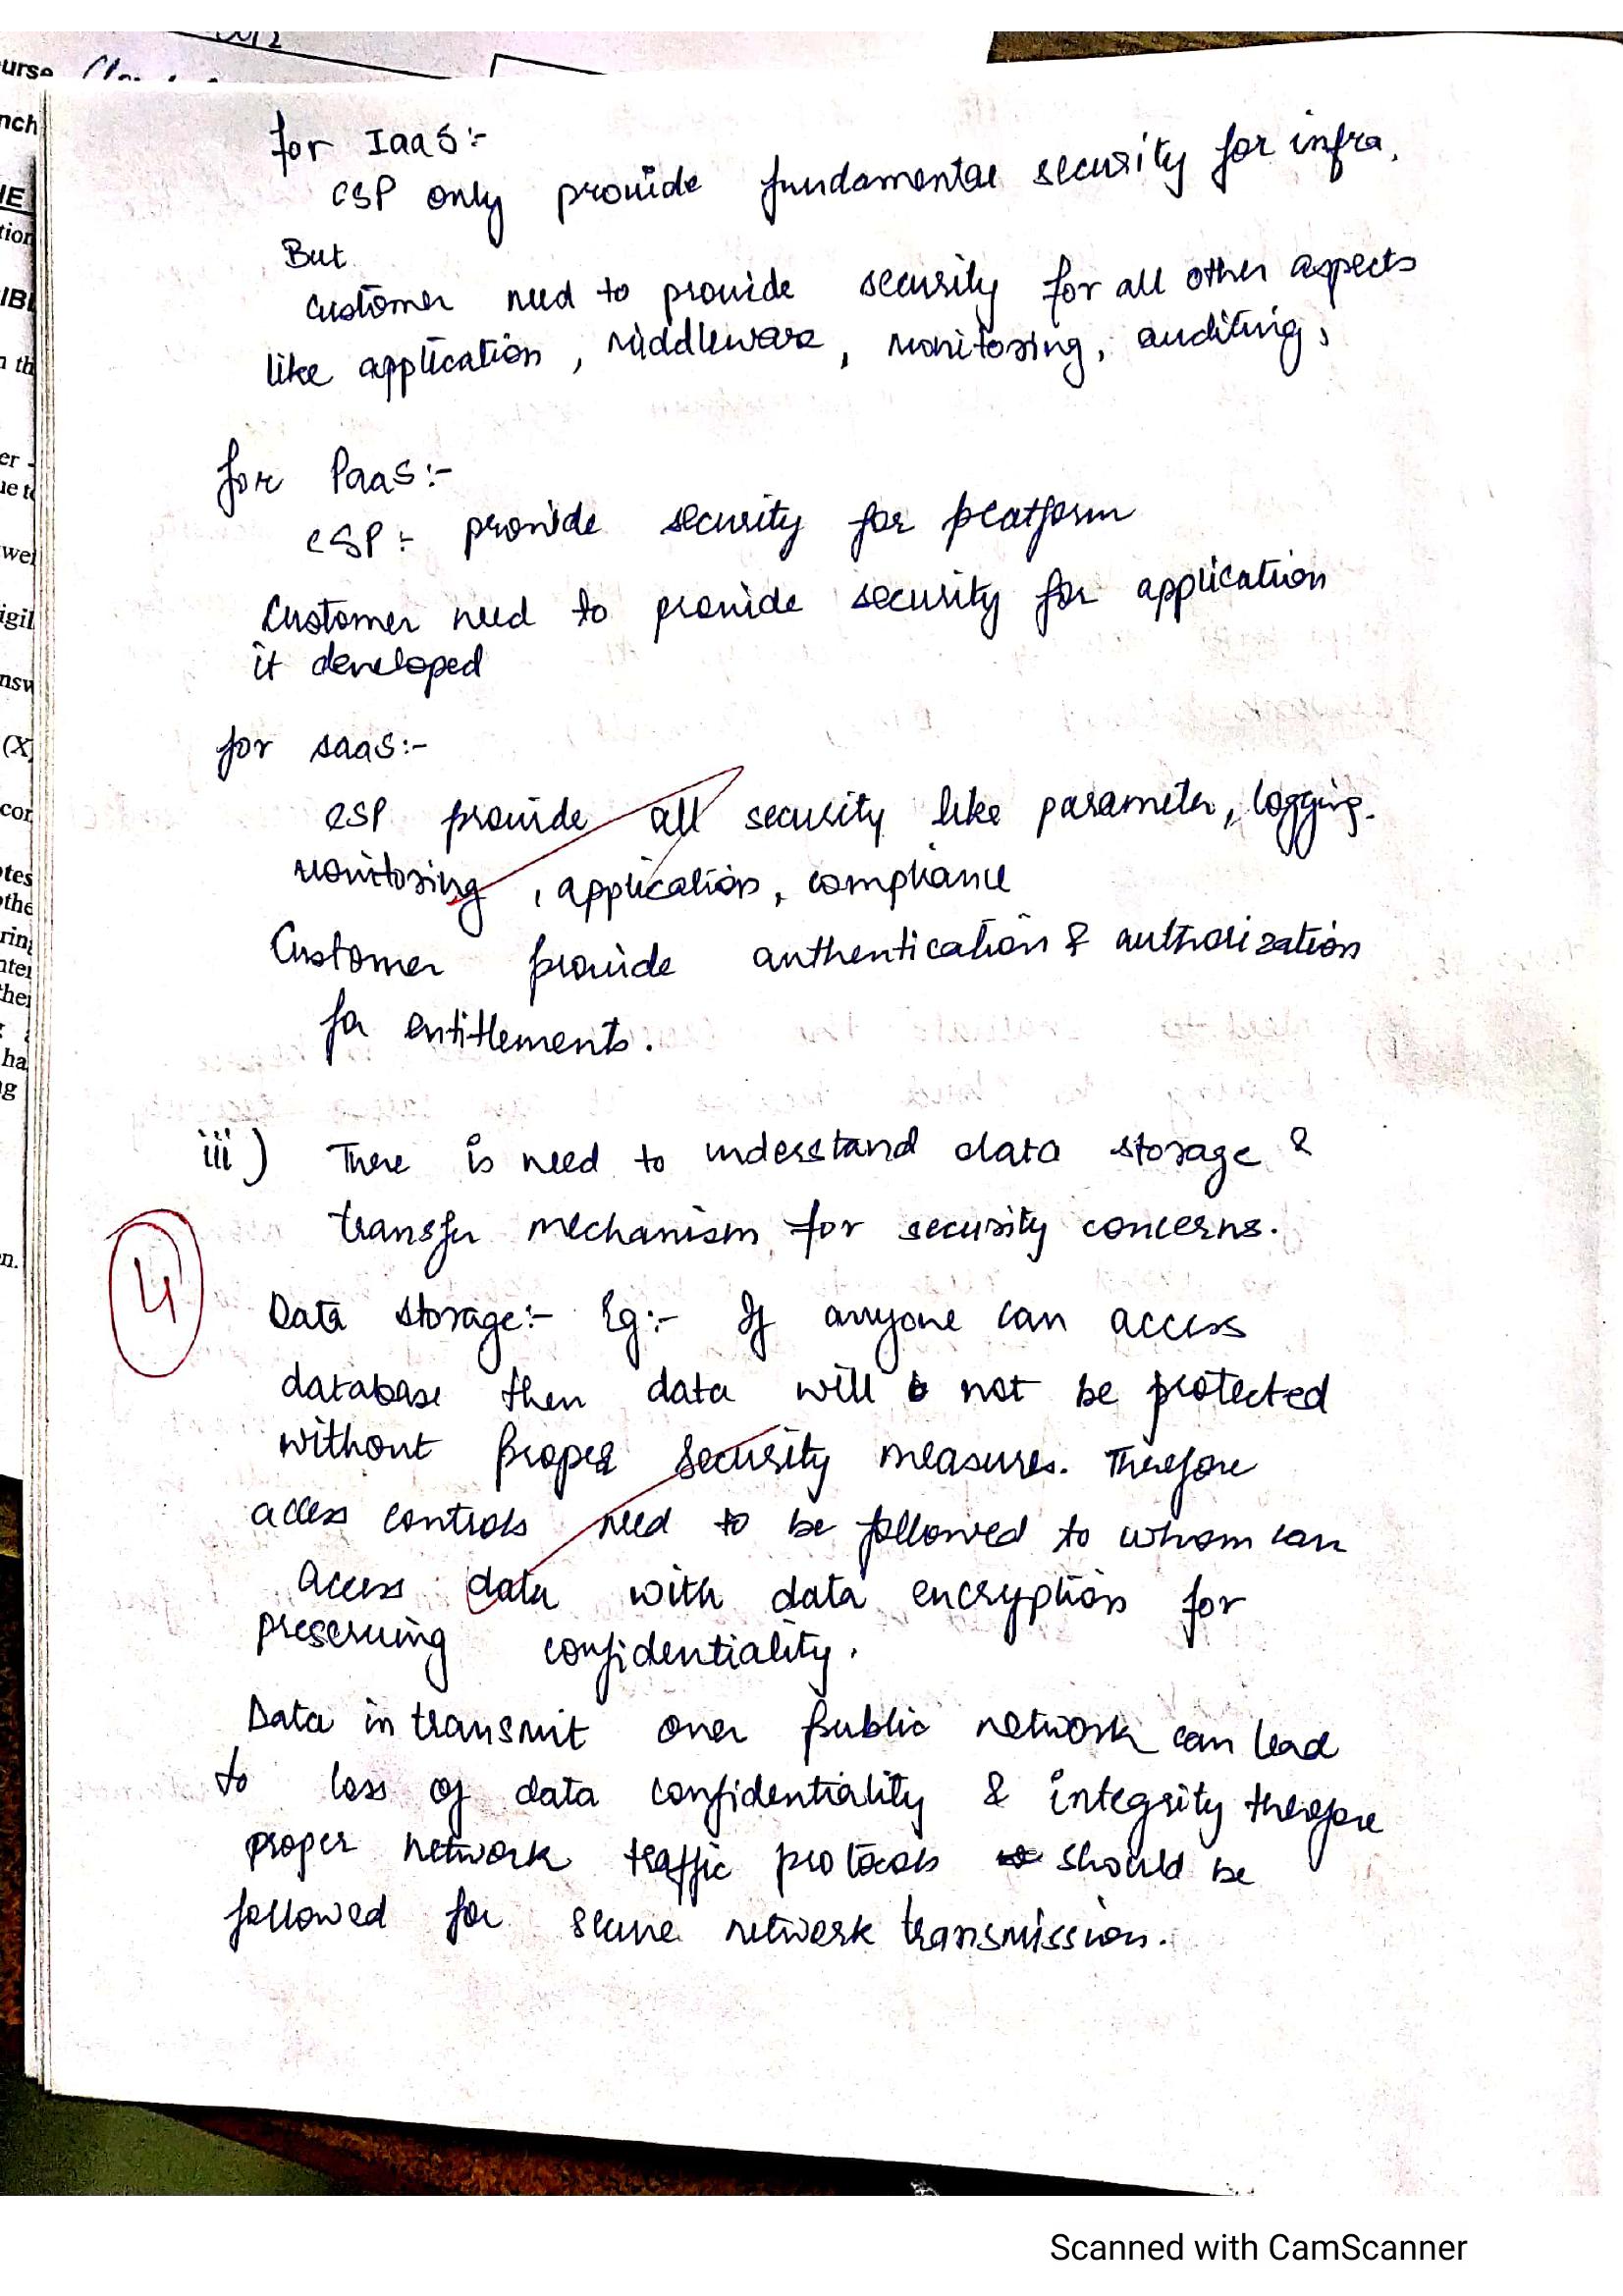 urse
nch
for IaaS:-
CSP only provide fundamental security for infra.
But
Customer need to provide security for all other aspects
like application, middleware, monitoring, auditing,
for PaaS:-
CSP:- provide security for platform
Customer need to provide security for application
it developed
for SaaS:-
CSP provide all security like parameter, logging.
monitoring, application, compliance
Customer provide authentication & authorization
for entitlements.
iii) There is need to understand data storage &
transfer mechanism for security concerns.
4
Data storage:- Eg:- If anyone can access
database then data will not be protected
without proper security measures. Therefore
access controls need to be followed to whom can
access data with data encryption for
preserving confidentiality.
Data in transmit over public network can lead
to loss of data confidentiality & integrity therefore
proper network traffic protocols should be
followed for secure network transmission.
Scanned with CamScanner